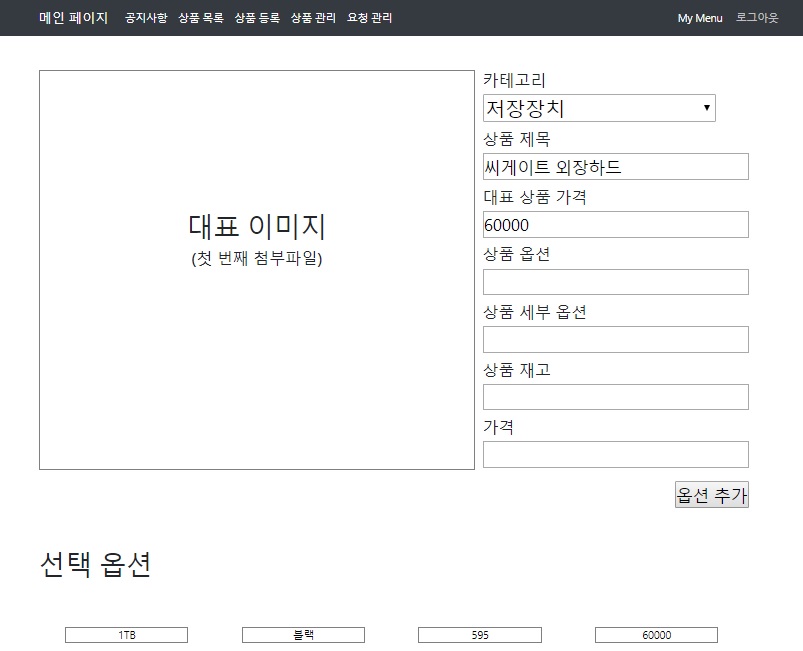 메인 페이지 공지사항 상품 목록 상품 등록 상품 관리 요청 관리 My Menu 로그아웃
대표 이미지
(첫 번째 첨부파일)
카테고리
저장장치
상품 제목
씨게이트 외장하드
대표 상품 가격
60000
상품 옵션
상품 세부 옵션
상품 재고
가격
옵션 추가
선택 옵션
1TB 블랙 595 60000